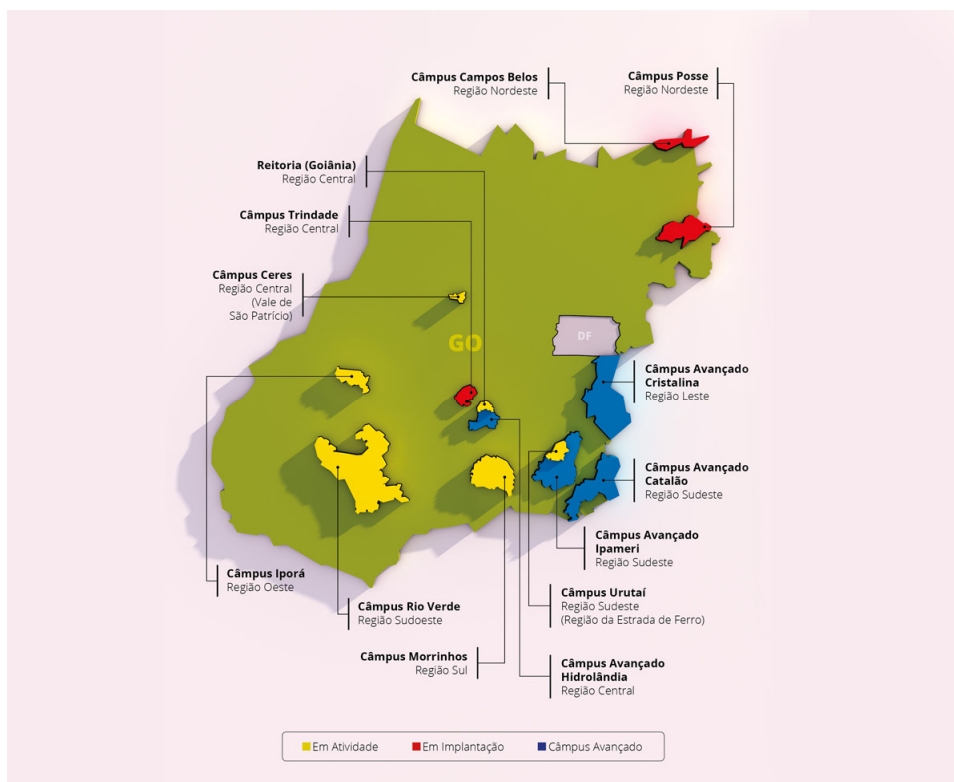 Câmpus Campos Belos
Região Nordeste
Câmpus Posse
Região Nordeste
Reitoria (Goiânia)
Região Central
Câmpus Trindade
Região Central
Câmpus Ceres
Região Central
(Vale de
São Patrício)
GO
DF
Câmpus Avançado
Cristalina
Região Leste
Câmpus Avançado
Catalão
Região Sudeste
Câmpus Avançado
Ipameri
Região Sudeste
Câmpus Iporá
Região Oeste
Câmpus Urutaí
Região Sudeste
(Região da Estrada de Ferro)
Câmpus Rio Verde
Região Sudoeste
Câmpus Morrinhos
Região Sul
Câmpus Avançado
Hidrolândia
Região Central
Em Atividade
Em Implantação
Câmpus Avançado